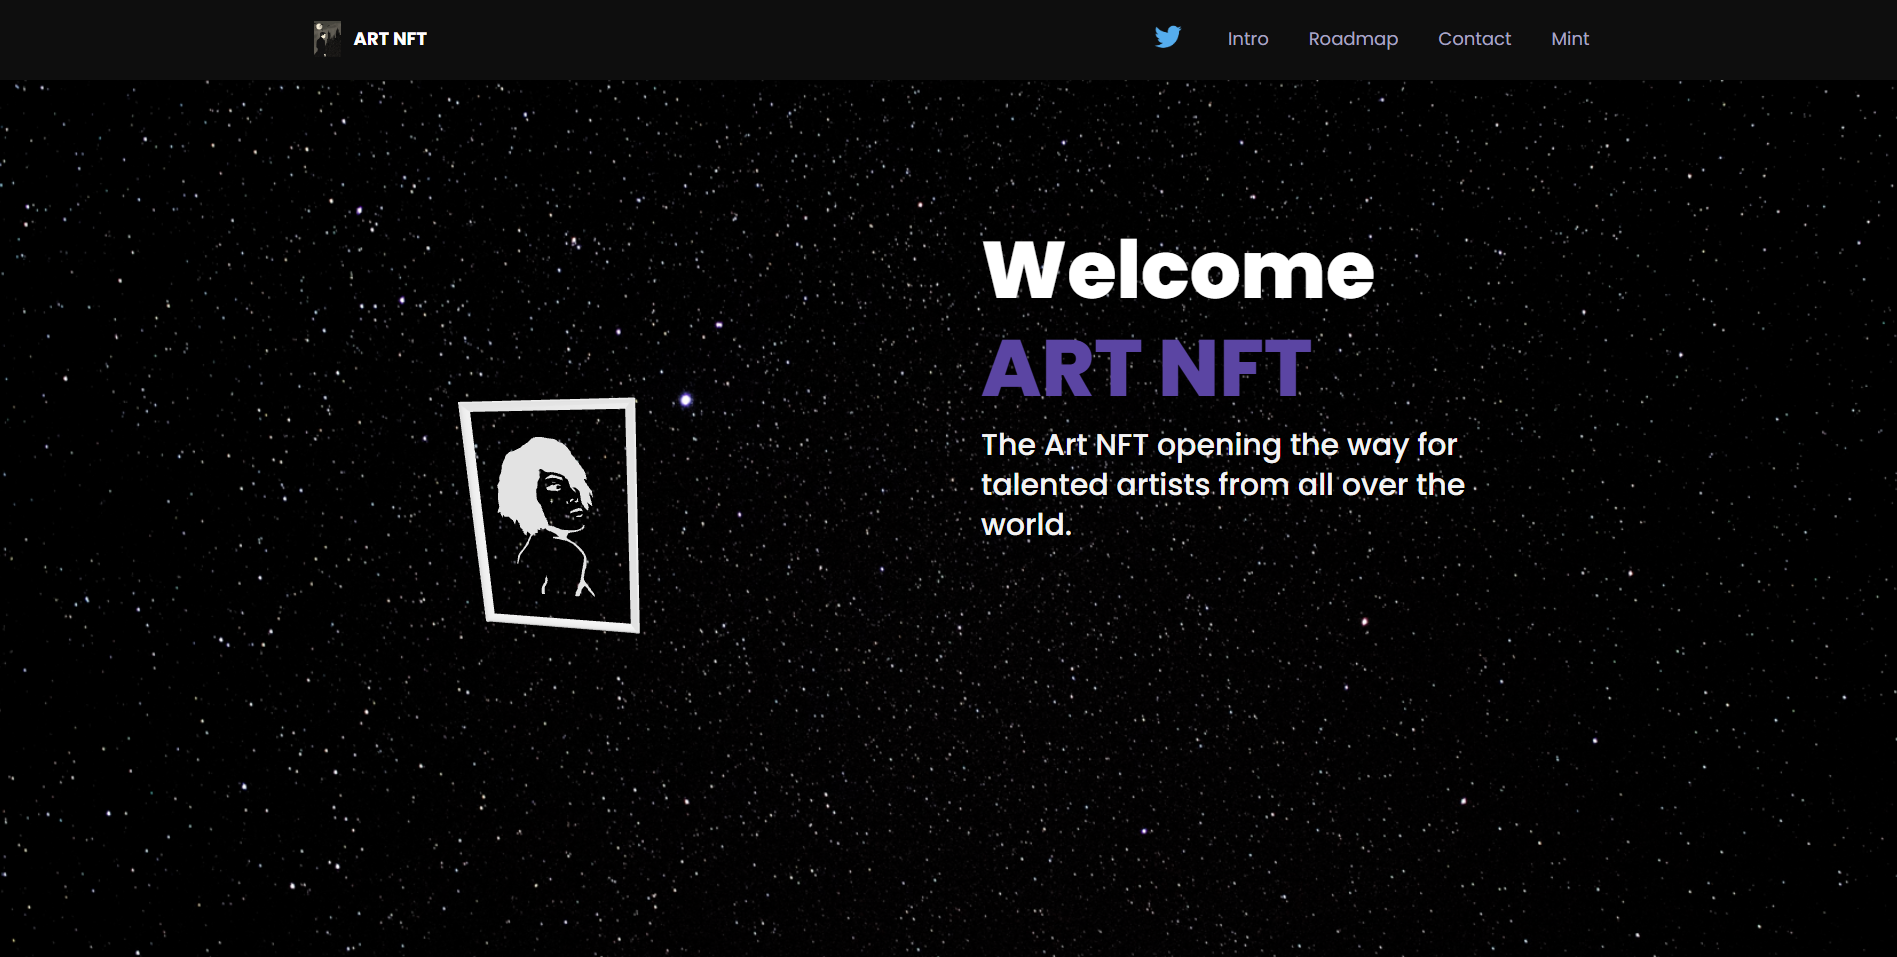 ART NFT
Intro
Roadmap
Contact
Mint
Welcome
ART NFT
The Art NFT opening the way for
talented artists from all over the
world.